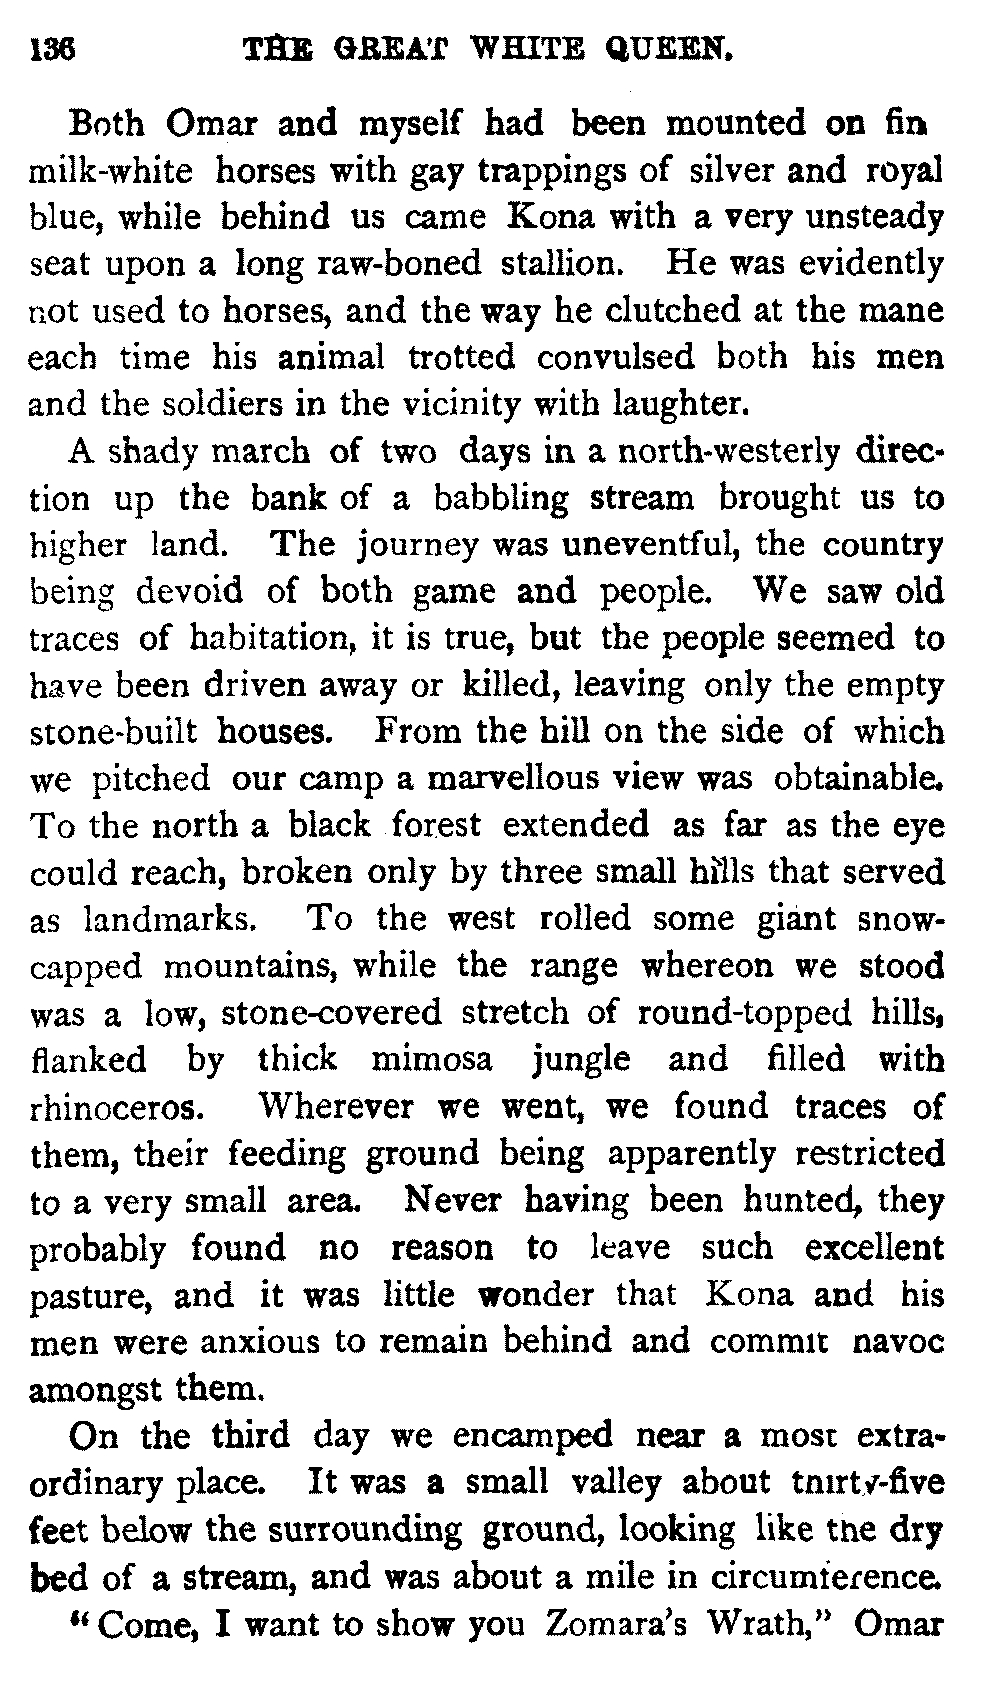 136 THE GREAT WHITE QUEEN.
Both Omar and myself had been mounted on fin
milk-white horses with gay trappings of silver and royal
blue, while behind us came Kona with a very unsteady
seat upon a long raw-boned stallion. He was evidently
not used to horses, and the way he clutched at the mane
each time his animal trotted convulsed both his men
and the soldiers in the vicinity with laughter.
A shady march of two days in a north-westerly direc-
tion up the bank of a babbling stream brought us to
higher land. The journey was uneventful, the country
being devoid of both game and people. We saw old
traces of habitation, it is true, but the people seemed to
have been driven away or killed, leaving only the empty
stone-built houses. From the hill on the side of which
we pitched our camp a marvellous view was obtainable.
To the north a black forest extended as far as the eye
could reach, broken only by three small hills that served
as landmarks. To the west rolled some giant snow-
capped mountains, while the range whereon we stood
was a low, stone-covered stretch of round-topped hills,
flanked by thick mimosa jungle and filled with
rhinoceros. Wherever we went, we found traces of
them, their feeding ground being apparently restricted
to a very small area. Never having been hunted, they
probably found no reason to leave such excellent
pasture, and it was little wonder that Kona and his
men were anxious to remain behind and commit havoc
amongst them.
On the third day we encamped near a most extra-
ordinary place. It was a small valley about thirty-five
feet below the surrounding ground, looking like the dry
bed of a stream, and was about a mile in circumference.
"Come, I want to show you Zomara's Wrath," Omar